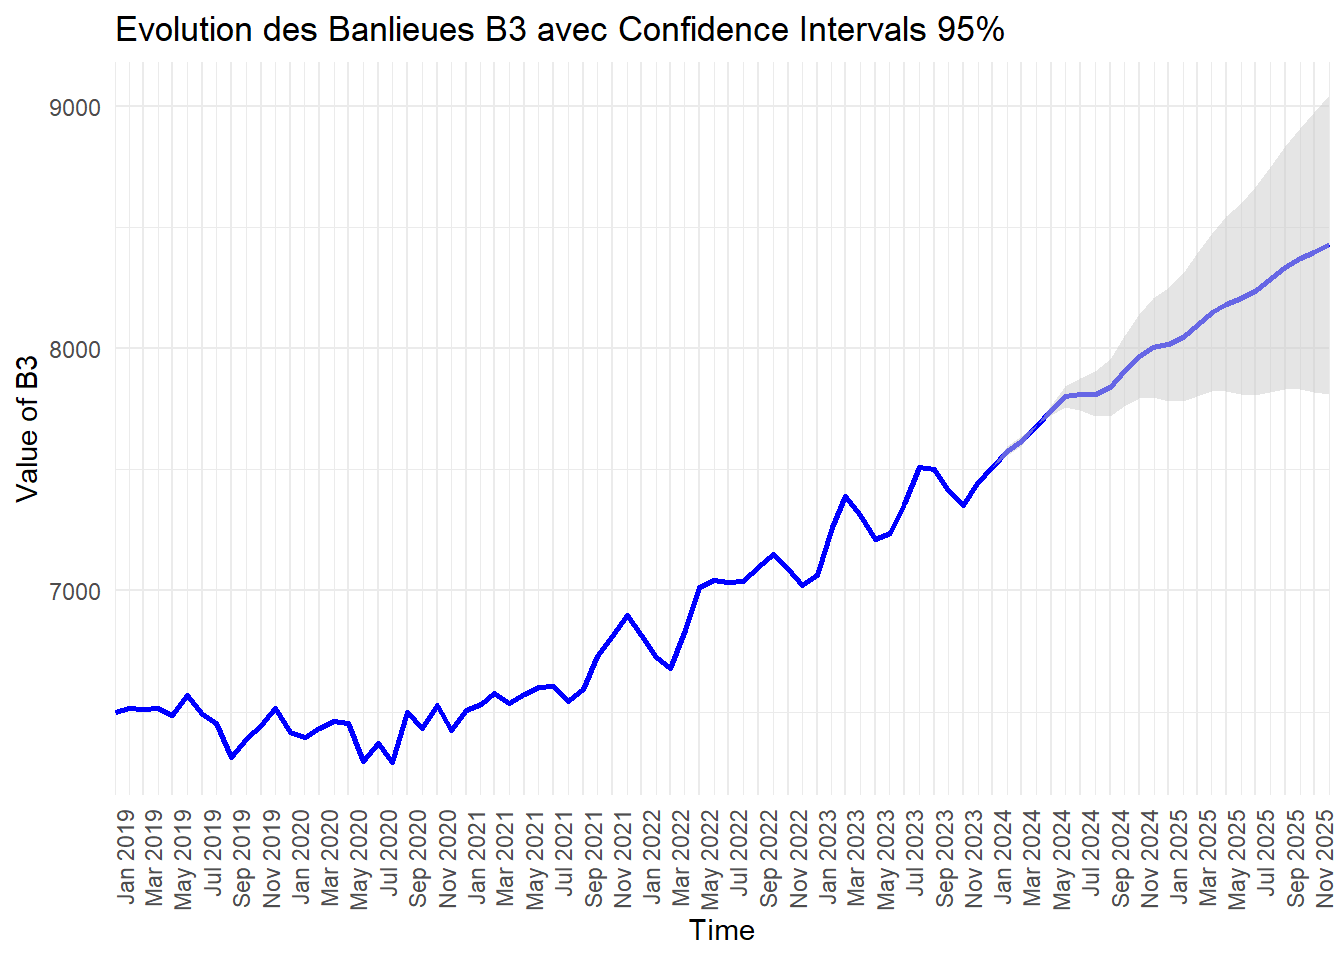 Evolution des Banlieues B3 avec Confidence Intervals 95%
9000
8000
7000
Value of B3
Jan 2019
Mar 2019
May 2019
Jul 2019
Sep 2019
Nov 2019
Jan 2020
Mar 2020
May 2020
Jul 2020
Sep 2020
Nov 2020
Jan 2021
Mar 2021
May 2021
Jul 2021
Sep 2021
Nov 2021
Jan 2022
Mar 2022
May 2022
Jul 2022
Sep 2022
Nov 2022
Jan 2023
Mar 2023
May 2023
Jul 2023
Sep 2023
Nov 2023
Jan 2024
Mar 2024
May 2024
Jul 2024
Sep 2024
Nov 2024
Jan 2025
Mar 2025
May 2025
Jul 2025
Sep 2025
Nov 2025
Time